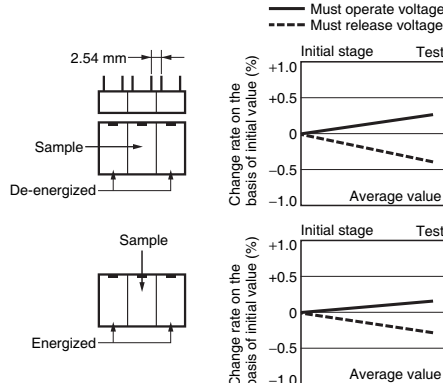 Must operate voltage
Must release voltage
2.54 mm
Sample
De-energized
Change rate on the
basis of initial value (%)
Initial stage
Test
+1.0
+0.5
0
−0.5
−1.0
Average value
Sample
Energized
Change rate on the
basis of initial value (%)
Initial stage
Test
+1.0
+0.5
0
−0.5
−1.0
Average value